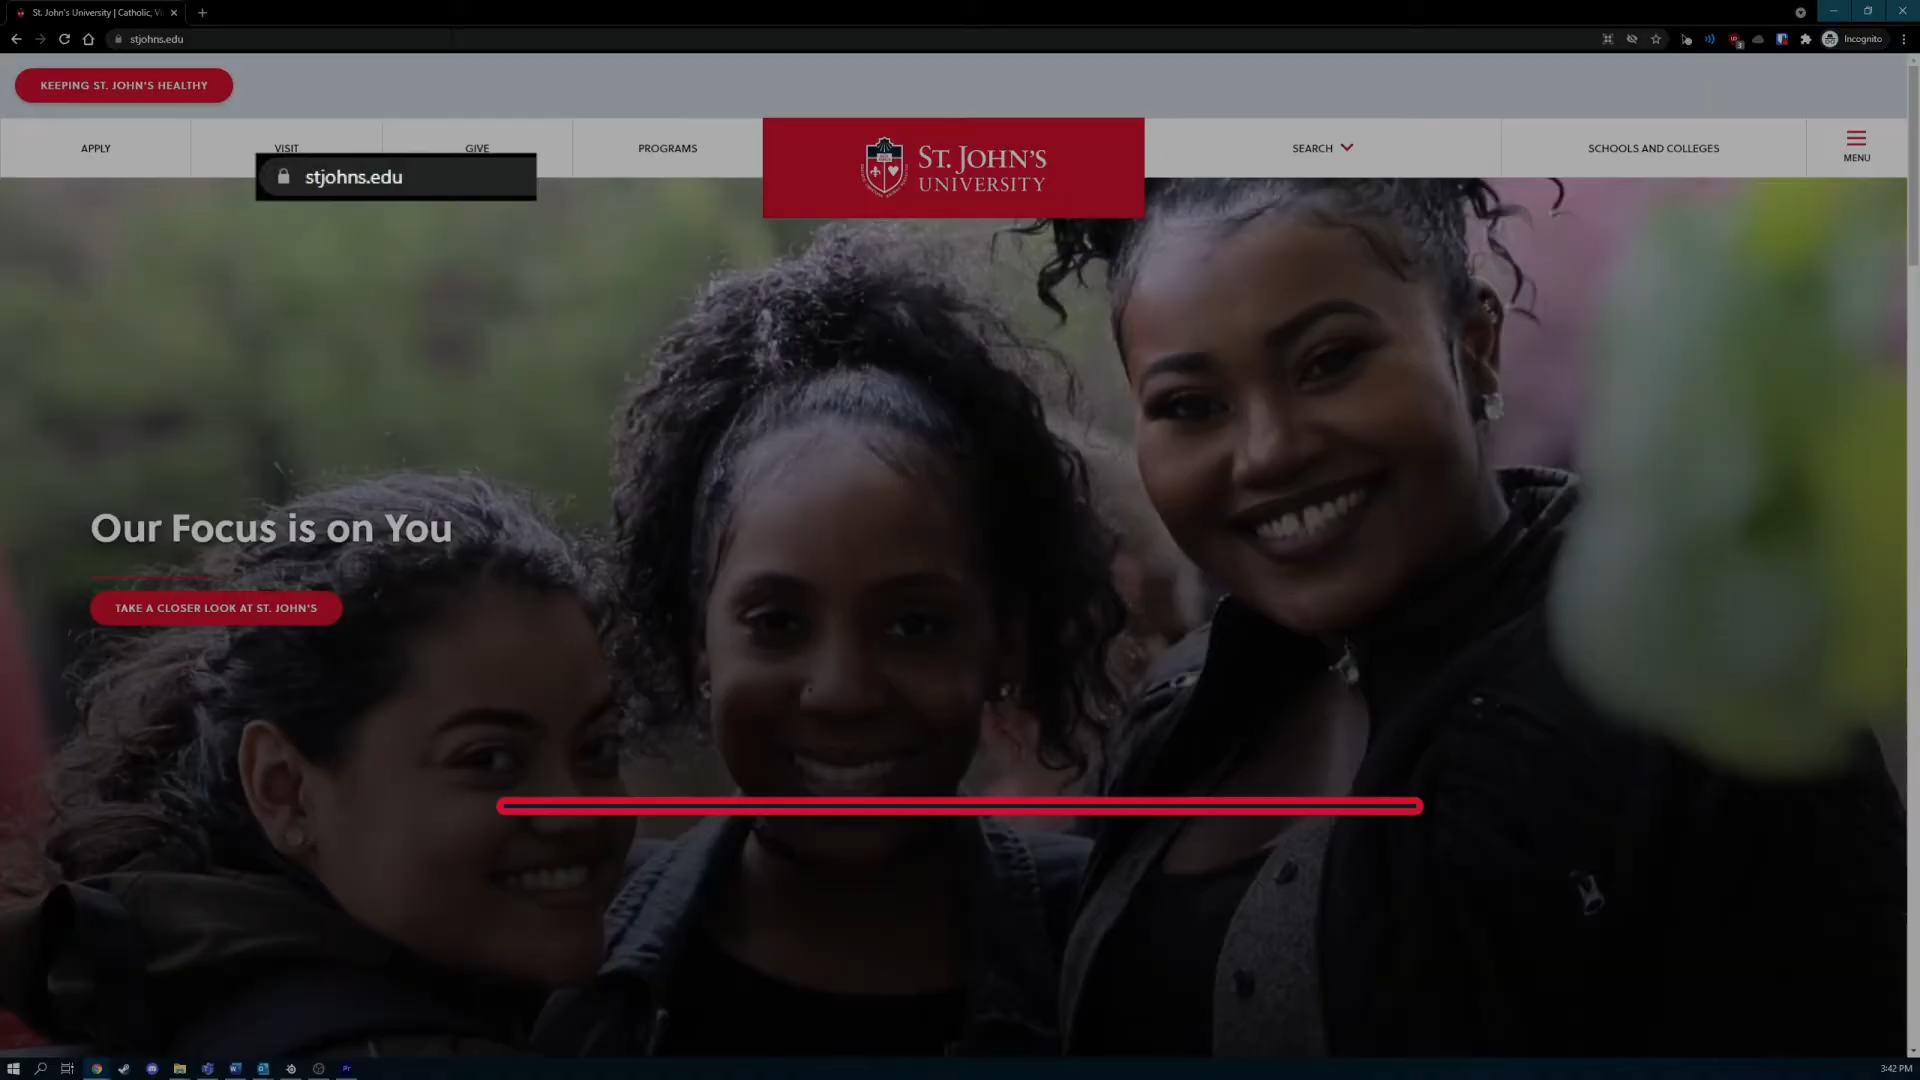 St. John's University | Catholic, Vi
stjohns.edu
Incognito
KEEPING ST. JOHN'S HEALTHY
APPLY
VISIT
GIVE
PROGRAMS
ST. JOHN'S
UNIVERSITY
SEARCH
SCHOOLS AND COLLEGES
MENU
stjohns.edu
Our Focus is on You
TAKE A CLOSER LOOK AT ST. JOHN'S
3:42 PM